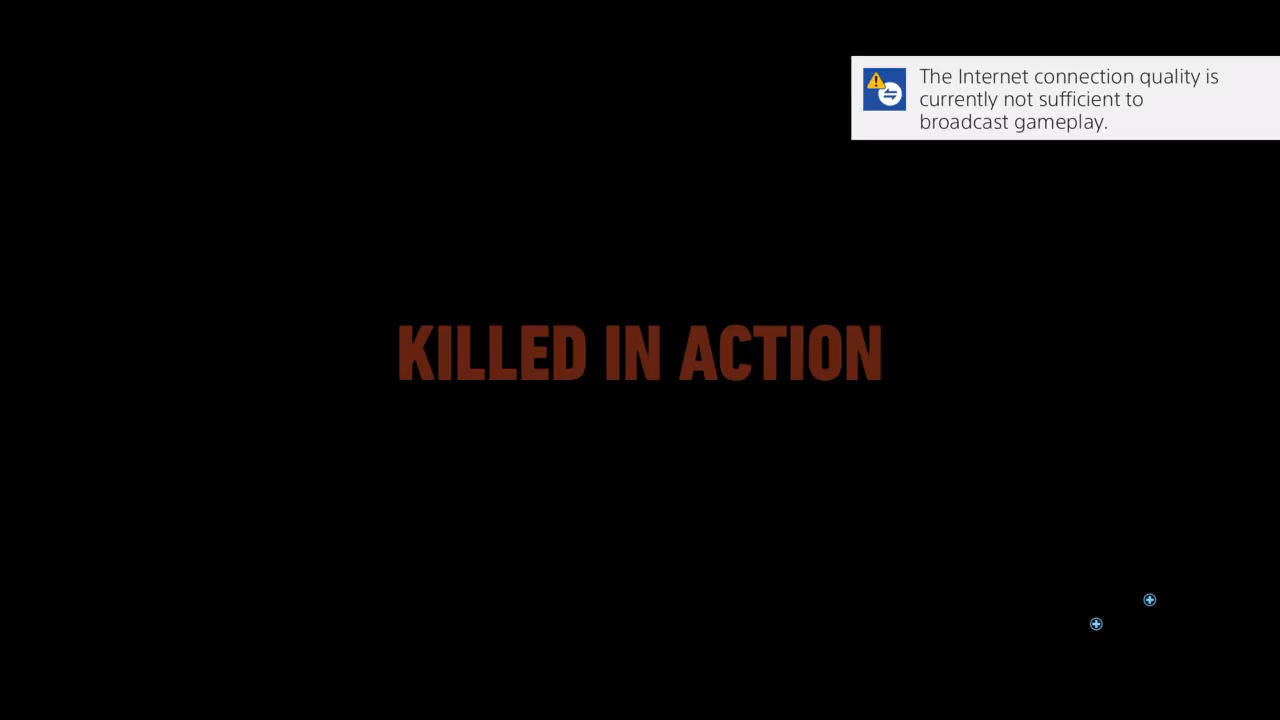 The Internet connection quality is
currently not sufficient to
broadcast gameplay.
KILLED IN ACTION